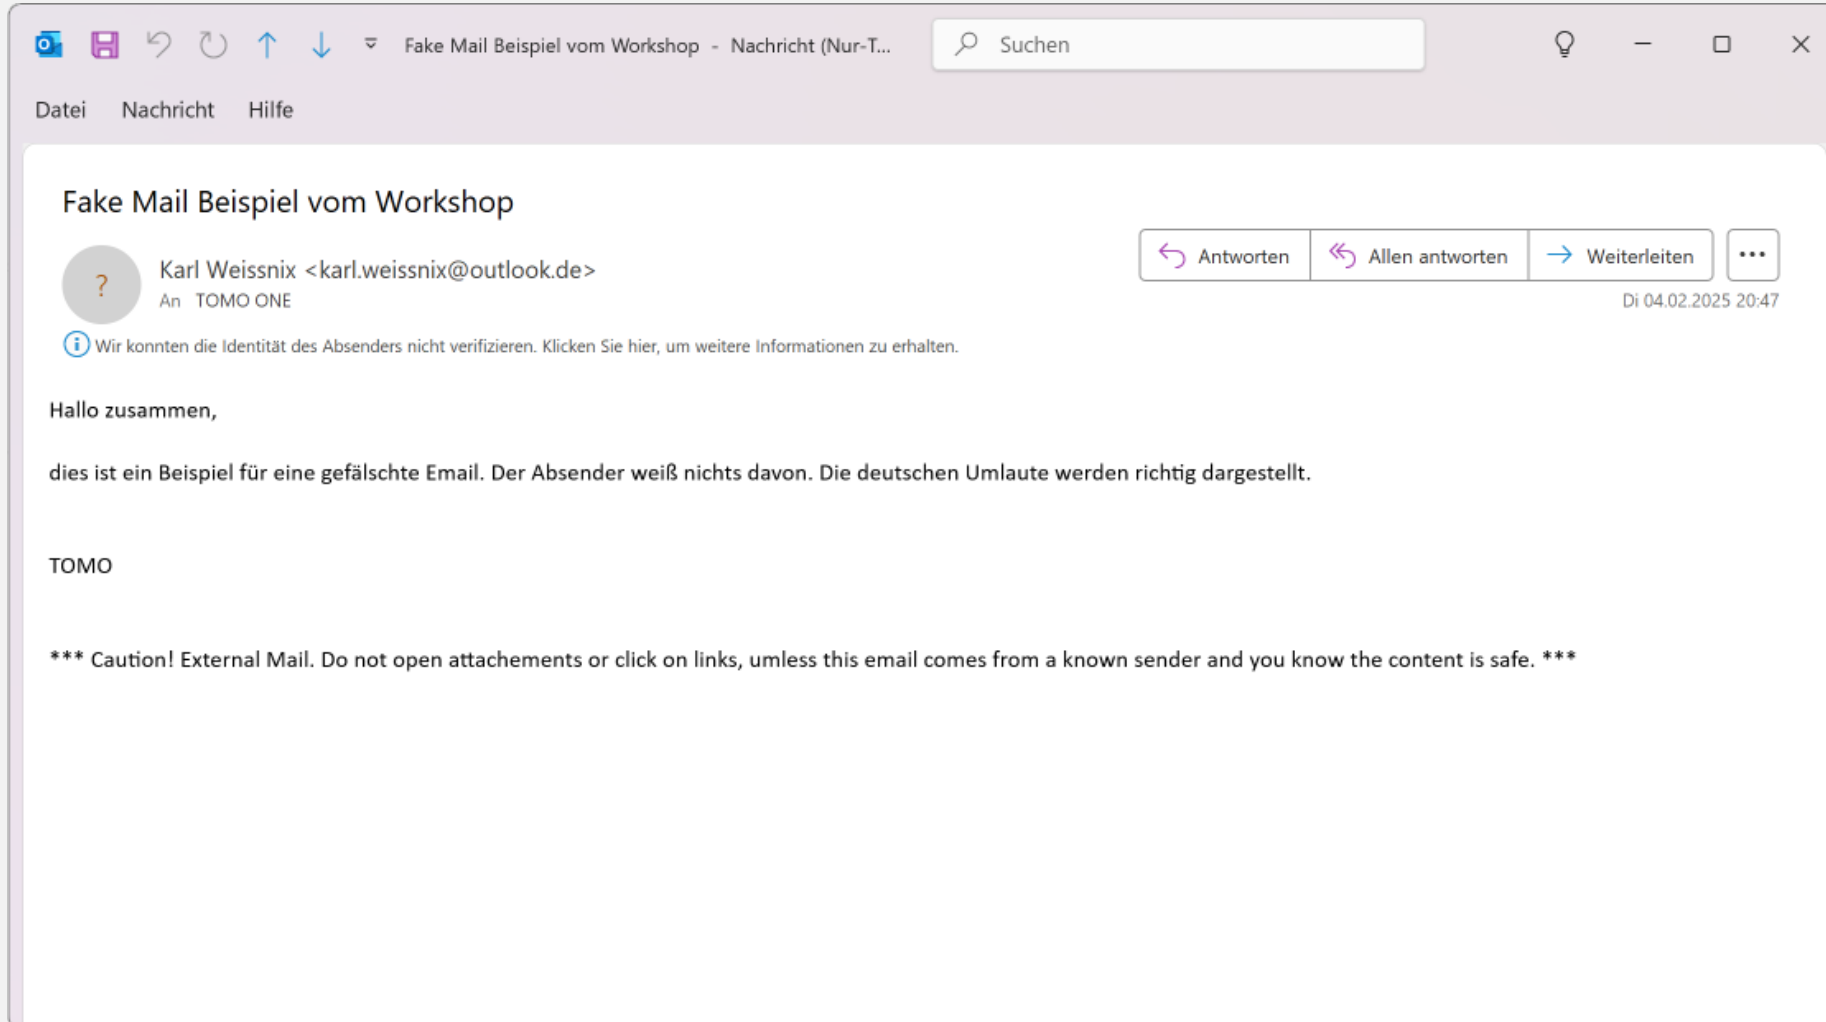 Fake Mail Beispiel vom Workshop - Nachricht (Nur-T...
Suchen
Datei Nachricht Hilfe
Fake Mail Beispiel vom Workshop
?
Karl Weissnix <karl.weissnix@outlook.de>
An TOMO ONE
Antworten
Allen antworten
Weiterleiten
Di 04.02.2025 20:47
Wir konnten die Identität des Absenders nicht verifizieren. Klicken Sie hier, um weitere Informationen zu erhalten.
Hallo zusammen,
dies ist ein Beispiel für eine gefälschte Email. Der Absender weiß nichts davon. Die deutschen Umlaute werden richtig dargestellt.
TOMO
*** Caution! External Mail. Do not open attachements or click on links, umless this email comes from a known sender and you know the content is safe. ***